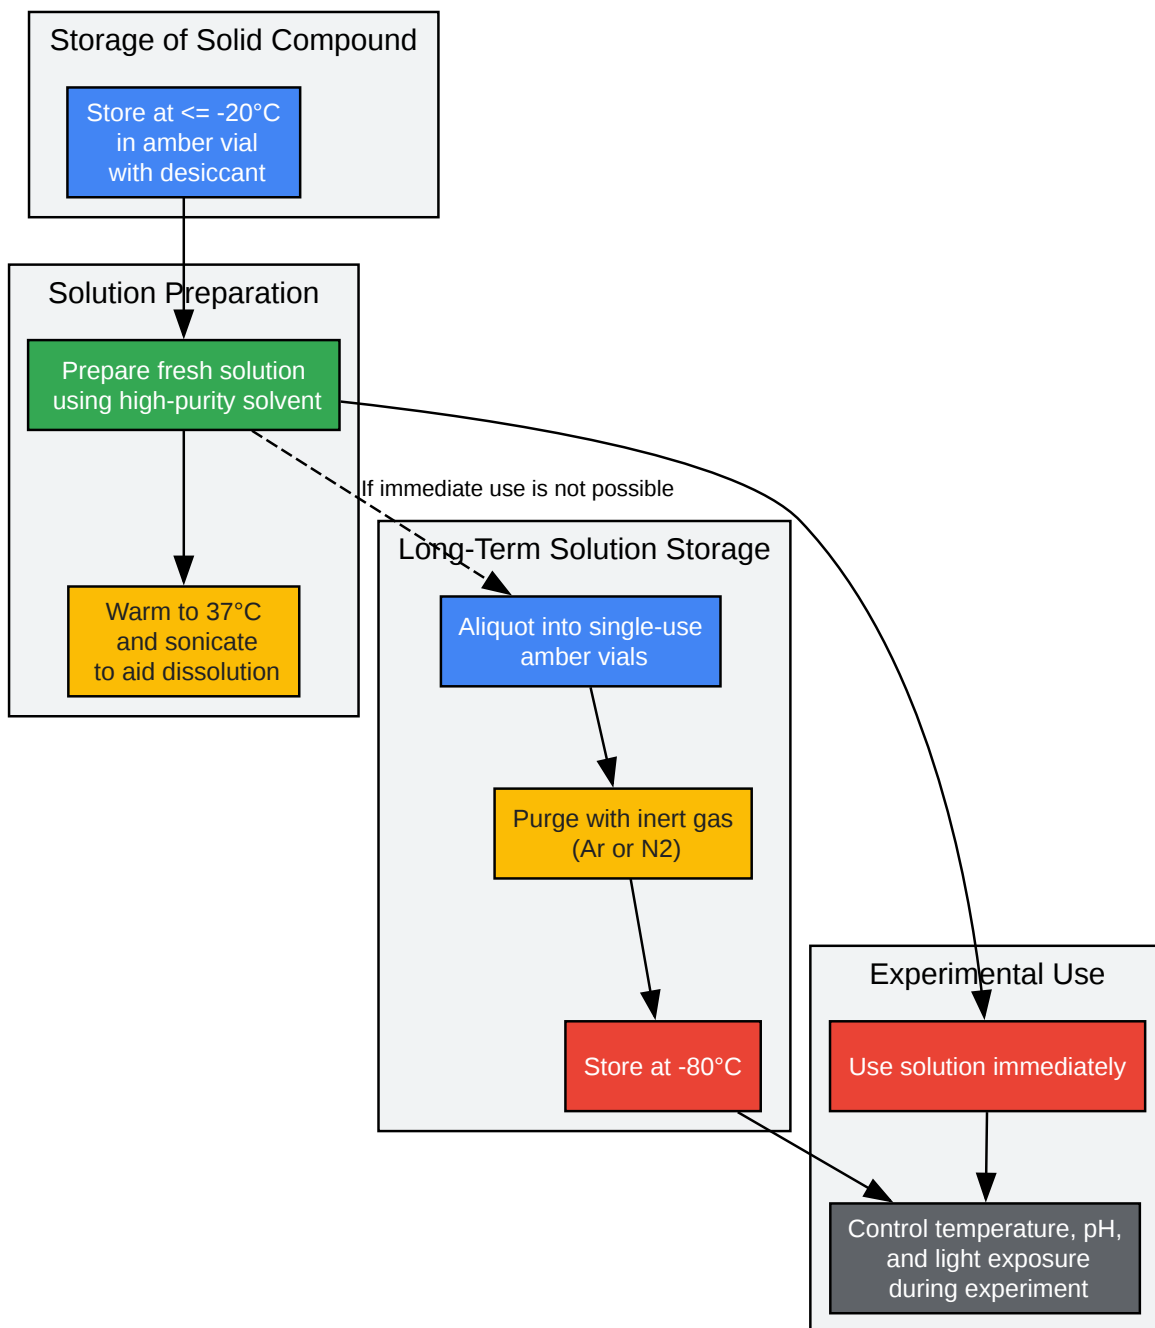 Storage of Solid Compound
Store at <= -20°C
in amber vial
with desiccant
Solution Preparation
Prepare fresh solution
using high-purity solvent
If immediate use is not possible
Warm to 37°C
and sonicate
to aid dissolution
Long-Term Solution Storage
Aliquot into single-use
amber vials
Purge with inert gas
(Ar or N2)
Store at -80°C
Experimental Use
Use solution immediately
Control temperature, pH,
and light exposure
during experiment